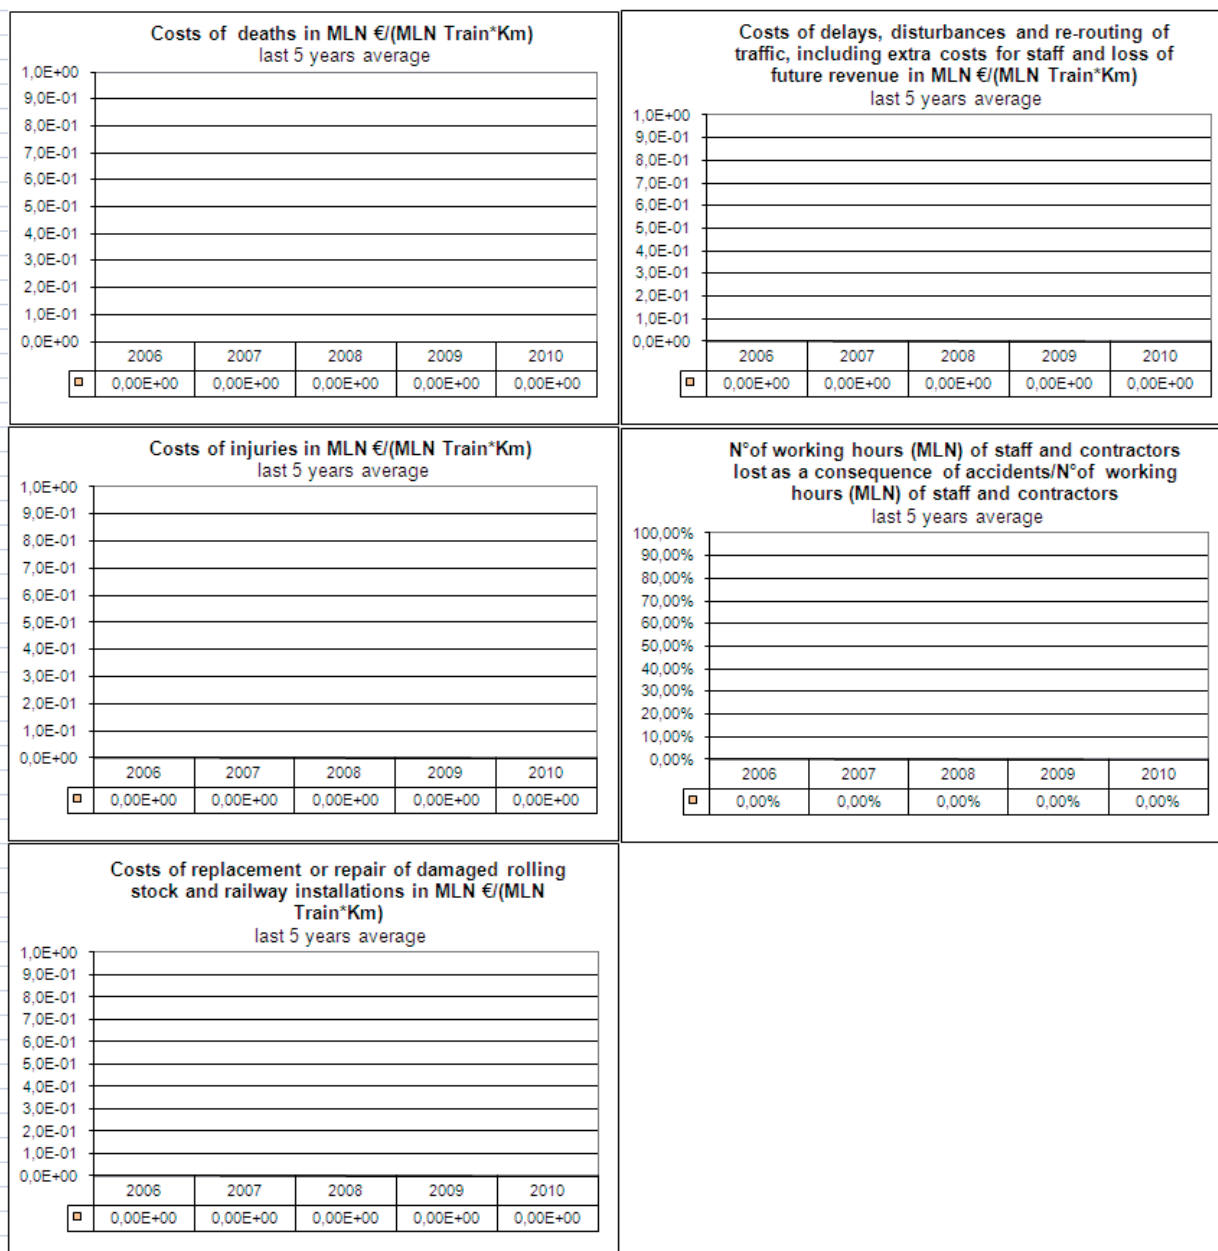 Costs of deaths in MLN €/(MLN Train*Km)
last 5 years average
1,0E+00
9,0E-01
8,0E-01
7,0E-01
6,0E-01
5,0E-01
4,0E-01
3,0E-01
2,0E-01
1,0E-01
0,0E+00
2006 2007 2008 2009 2010
0,00E+00 0,00E+00 0,00E+00 0,00E+00 0,00E+00
Costs of delays, disturbances and re-routing of
traffic, including extra costs for staff and loss of
future revenue in MLN €/(MLN Train*Km)
last 5 years average
1,0E+00
9,0E-01
8,0E-01
7,0E-01
6,0E-01
5,0E-01
4,0E-01
3,0E-01
2,0E-01
1,0E-01
0,0E+00
2006 2007 2008 2009 2010
0,00E+00 0,00E+00 0,00E+00 0,00E+00 0,00E+00
Costs of injuries in MLN €/(MLN Train*Km)
last 5 years average
1,0E+00
9,0E-01
8,0E-01
7,0E-01
6,0E-01
5,0E-01
4,0E-01
3,0E-01
2,0E-01
1,0E-01
0,0E+00
2006 2007 2008 2009 2010
0,00E+00 0,00E+00 0,00E+00 0,00E+00 0,00E+00
N°of working hours (MLN) of staff and contractors
lost as a consequence of accidents/N°of working
hours (MLN) of staff and contractors
last 5 years average
100,00%
90,00%
80,00%
70,00%
60,00%
50,00%
40,00%
30,00%
20,00%
10,00%
0,00%
2006 2007 2008 2009 2010
0,00% 0,00% 0,00% 0,00% 0,00%
Costs of replacement or repair of damaged rolling
stock and railway installations in MLN €/(MLN
Train*Km)
last 5 years average
1,0E+00
9,0E-01
8,0E-01
7,0E-01
6,0E-01
5,0E-01
4,0E-01
3,0E-01
2,0E-01
1,0E-01
0,0E+00
2006 2007 2008 2009 2010
0,00E+00 0,00E+00 0,00E+00 0,00E+00 0,00E+00